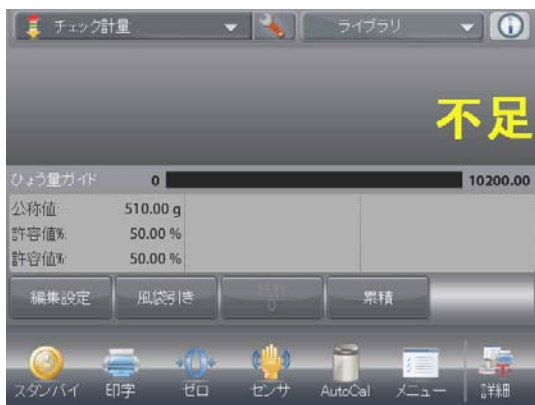 チェック計量 ライブラリ
不足
ひょう量ガイド 0 10200.00
公称値: 510.00 g
許容値%: 50.00 %
許容値%: 50.00 %
編集設定 風袋引き 0 累積
スタンバイ 印字 ゼロ センサ AutoCal メニュー 詳細